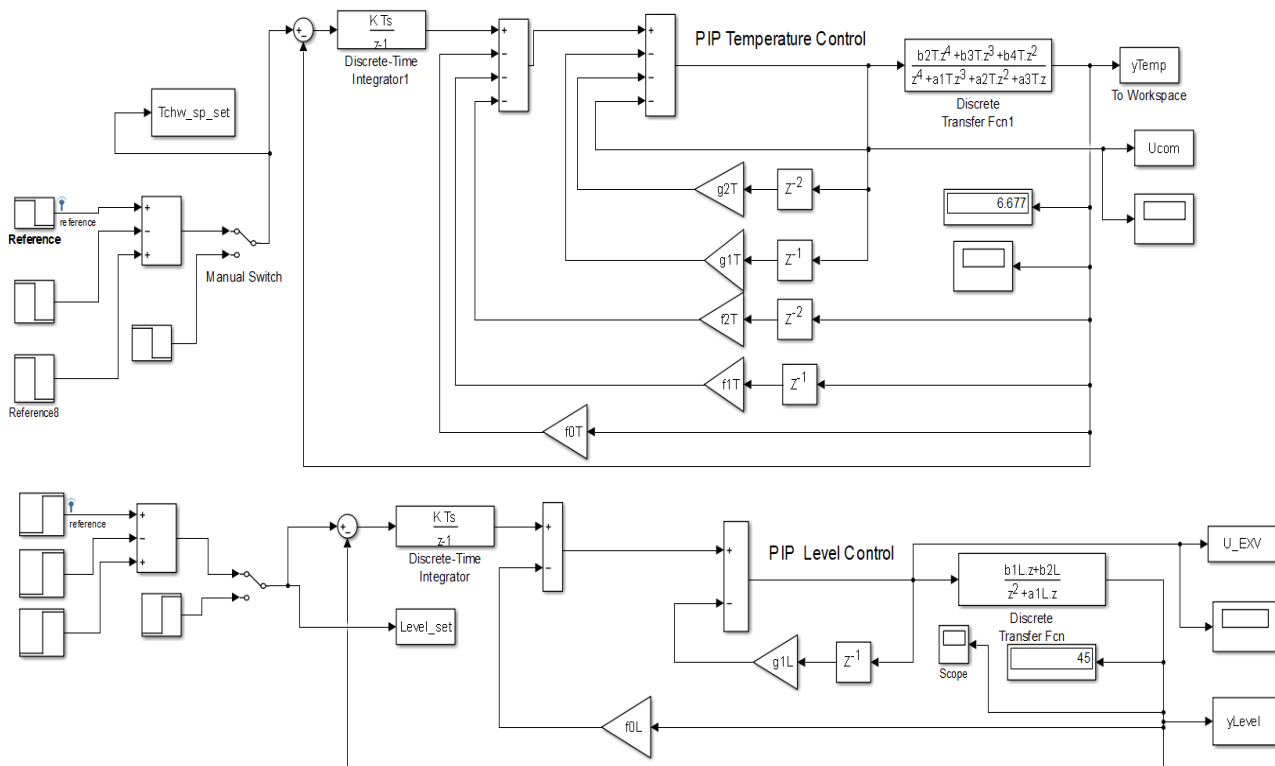 K Ts
z-1
Discrete-Time
Integrator1
PIP Temperature Control
b2T.z^4+b3T.z^3+b4T.z^2
z^4+a1T.z^3+a2T.z^2+a3T.z
Discrete
Transfer Fcn1
yTemp
To Workspace
Tchw_sp_set
Ucom
g2T
Z^-2
6.677
reference
Reference
Manual Switch
g1T
Z^-1
f2T
Z^-2
f1T
Z^-1
Reference8
f0T
reference
K Ts
z-1
Discrete-Time
Integrator
PIP Level Control
b1L.z+b2L
z^2+a1L.z
Discrete
Transfer Fcn
U_EXV
Level_set
g1L
Z^-1
Scope
45
f0L
yLevel